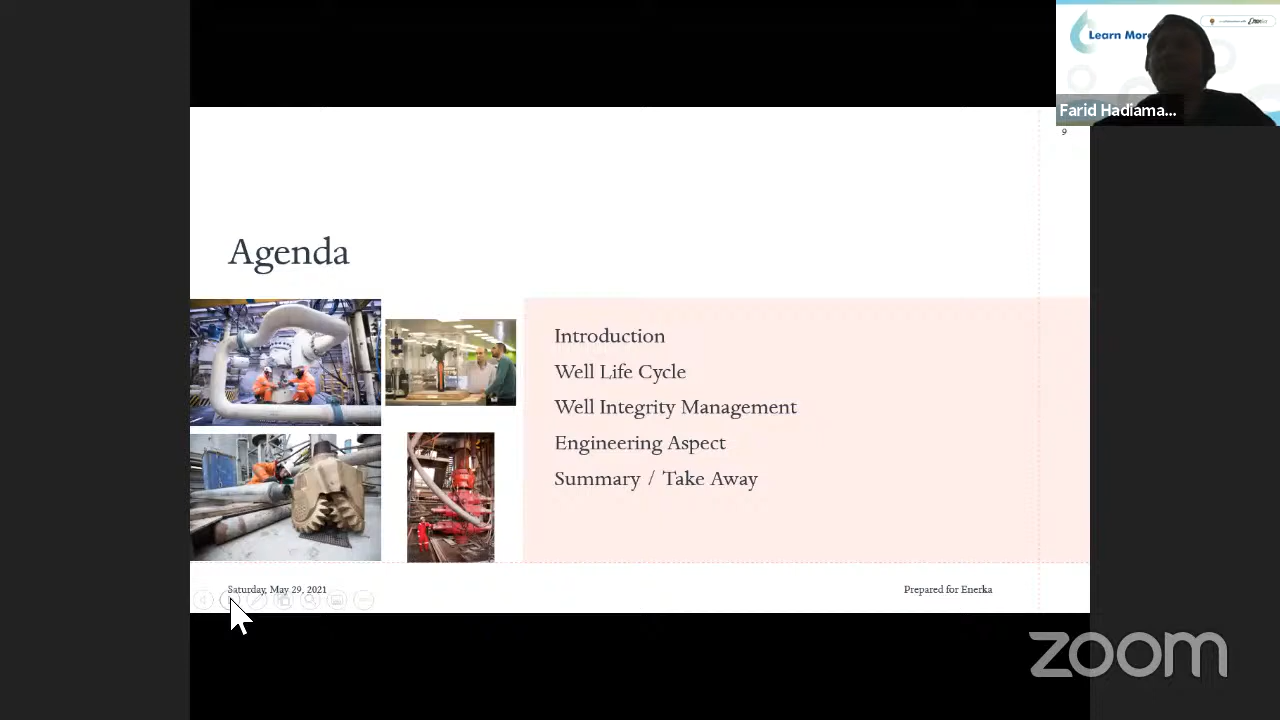 Learn More
Farid Hadiama...
9
Agenda
Introduction
Well Life Cycle
Well Integrity Management
Engineering Aspect
Summary / Take Away
Saturday, May 29, 2021
Prepared for Enerka
zoom